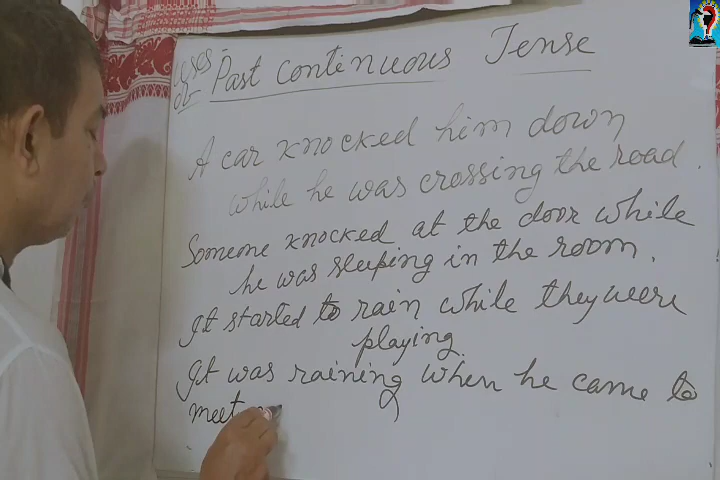 Uses of Past Continuous Tense
A car knocked him down
while he was crossing the road.
Someone knocked at the door while
he was sleeping in the room.
It started to rain while they were
playing.
It was raining when he came to
meet